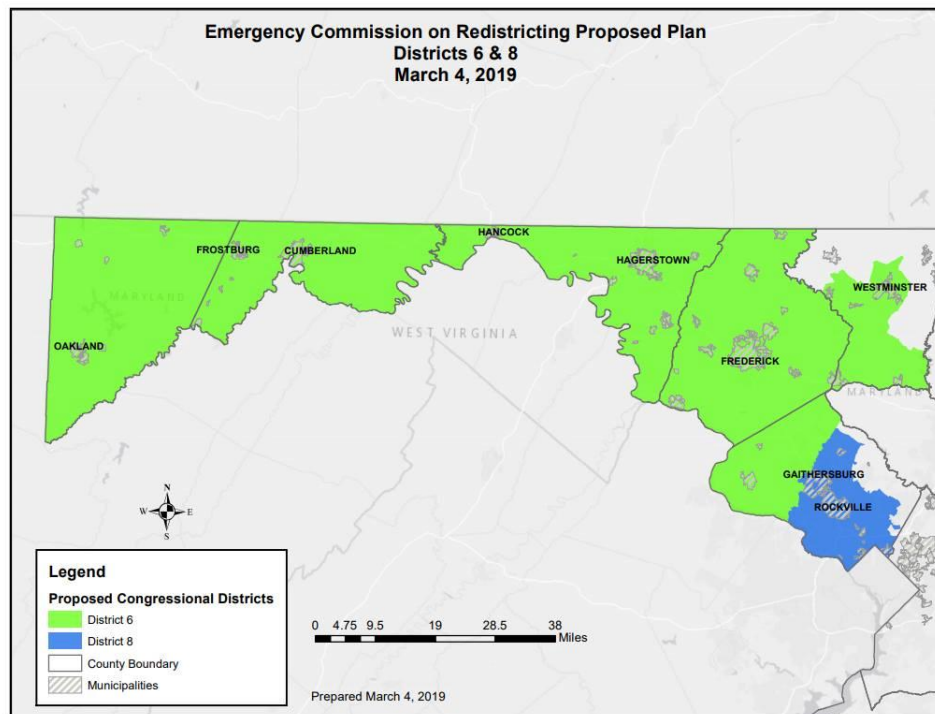 Emergency Commission on Redistricting Proposed Plan
Districts 6 & 8
March 4, 2019
FROSTBURG
CUMBERLAND
HANCOCK
HAGERSTOWN
WESTMINSTER
MARYLAND
OAKLAND
WEST VIRGINIA
FREDERICK
MARYLAND
GAITHERSBURG
ROCKVILLE
N
W
E
S
Legend
Proposed Congressional Districts
District 6
District 8
County Boundary
Municipalities
0 4.75 9.5 19 28.5 38
Miles
Prepared March 4, 2019